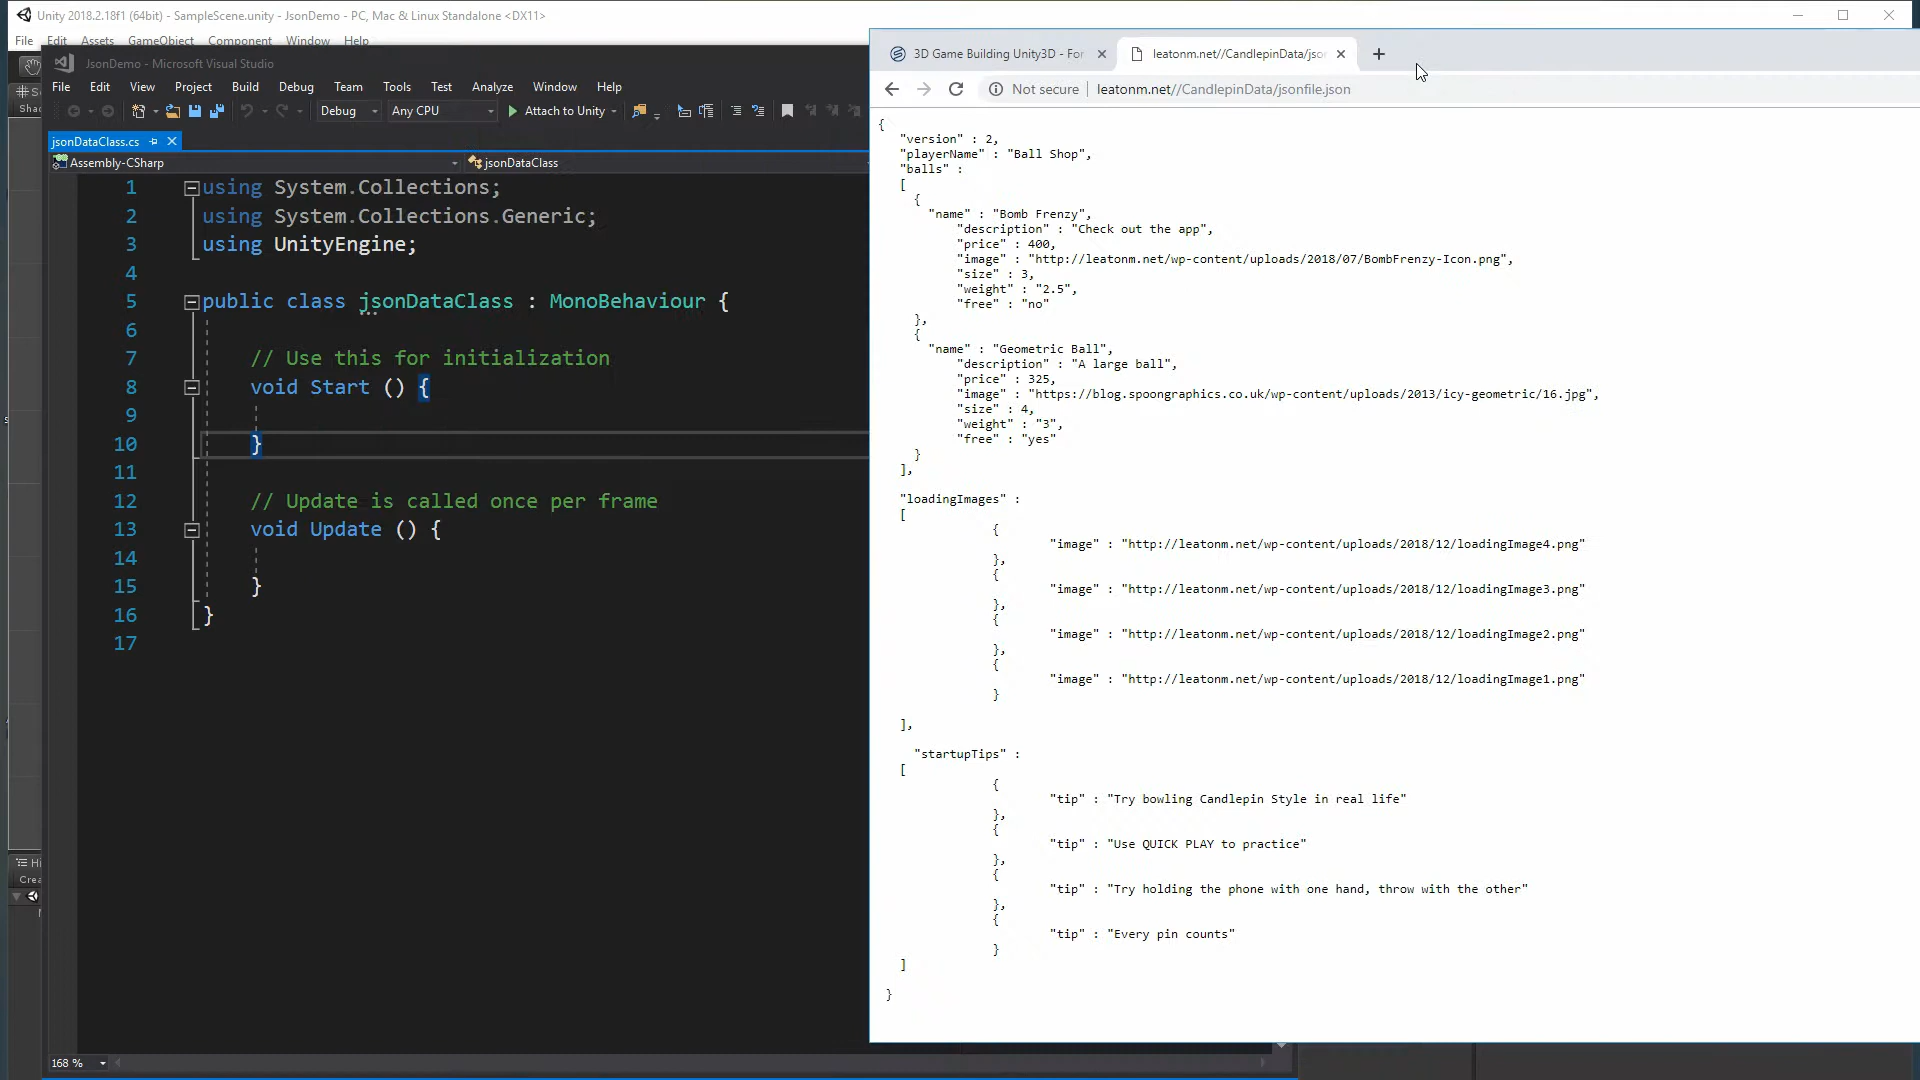 Unity 2018.2.18f1 (64bit) - SampleScene.unity - JsonDemo - PC, Mac & Linux Standalone <DX11>
File Edit Assets GameObject Component Window Help
JsonDemo - Microsoft Visual Studio
File Edit View Project Build Debug Team Tools Test Analyze Window Help
Debug Any CPU Attach to Unity
jsonDataClass.cs
Assembly-CSharp jsonDataClass
1 using System.Collections;
2 using System.Collections.Generic;
3 using UnityEngine;
4
5 public class jsonDataClass : MonoBehaviour {
6
7 // Use this for initialization
8 void Start () {
9
10 }
11
12 // Update is called once per frame
13 void Update () {
14
15 }
16 }
17
168 %
3D Game Building Unity3D - For
leatonm.net//CandlepinData/jso
Not secure leatonm.net//CandlepinData/jsonfile.json
{
"version" : 2,
"playerName" : "Ball Shop",
"balls" :
[
{
"name" : "Bomb Frenzy",
"description" : "Check out the app",
"price" : 400,
"image" : "http://leatonm.net/wp-content/uploads/2018/07/BombFrenzy-Icon.png",
"size" : 3,
"weight" : "2.5",
"free" : "no"
},
{
"name" : "Geometric Ball",
"description" : "A large ball",
"price" : 325,
"image" : "https://blog.spoongraphics.co.uk/wp-content/uploads/2013/icy-geometric/16.jpg",
"size" : 4,
"weight" : "3",
"free" : "yes"
}
],
"loadingImages" :
[
{
"image" : "http://leatonm.net/wp-content/uploads/2018/12/loadingImage4.png"
},
{
"image" : "http://leatonm.net/wp-content/uploads/2018/12/loadingImage3.png"
},
{
"image" : "http://leatonm.net/wp-content/uploads/2018/12/loadingImage2.png"
},
{
"image" : "http://leatonm.net/wp-content/uploads/2018/12/loadingImage1.png"
}
],
"startupTips" :
[
{
"tip" : "Try bowling Candlepin Style in real life"
},
{
"tip" : "Use QUICK PLAY to practice"
},
{
"tip" : "Try holding the phone with one hand, throw with the other"
},
{
"tip" : "Every pin counts"
}
]
}